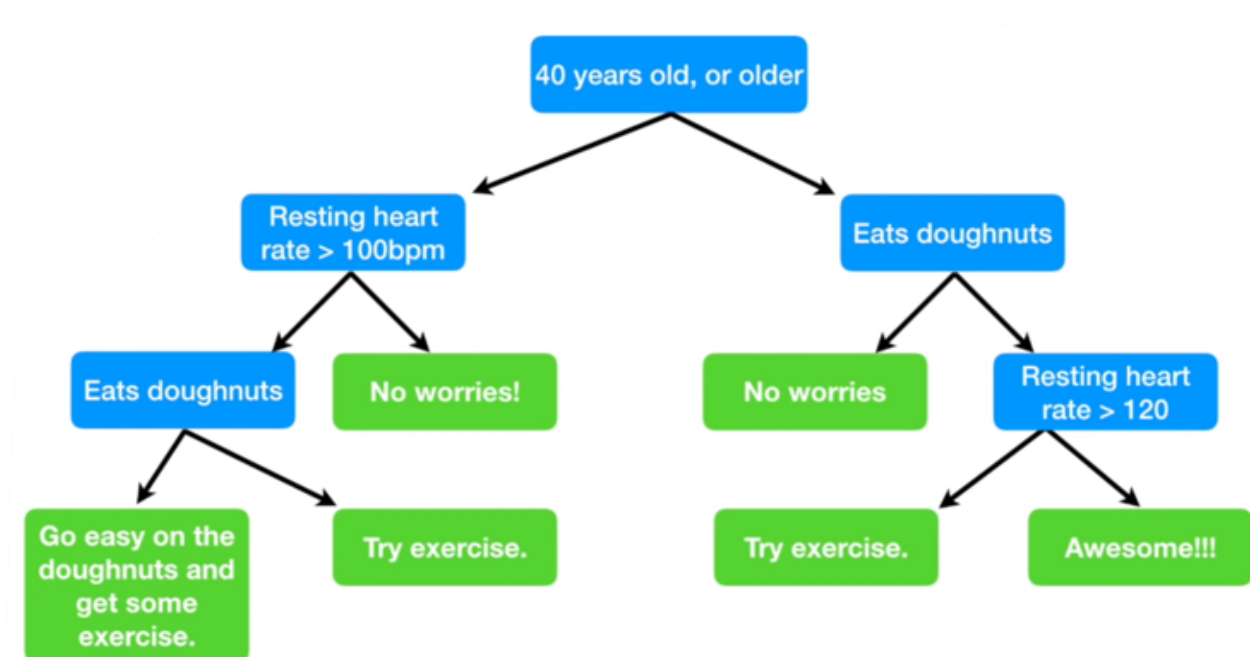 40 years old, or older
Resting heart
rate > 100bpm
Eats doughnuts
Eats doughnuts
No worries!
No worries
Resting heart
rate > 120
Go easy on the
doughnuts and
get some
exercise.
Try exercise.
Try exercise.
Awesome!!!